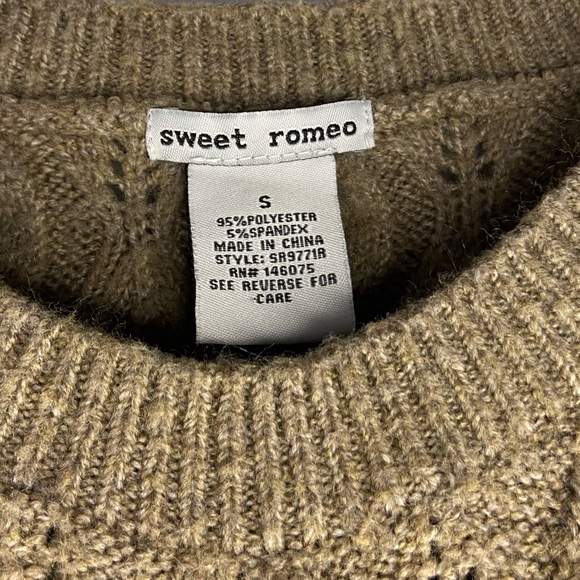 sweet romeo
S
95%POLYESTER
5%SPANDEX
MADE IN CHINA
STYLE: SR9771R
RN# 146075
SEE REVERSE FOR
CARE